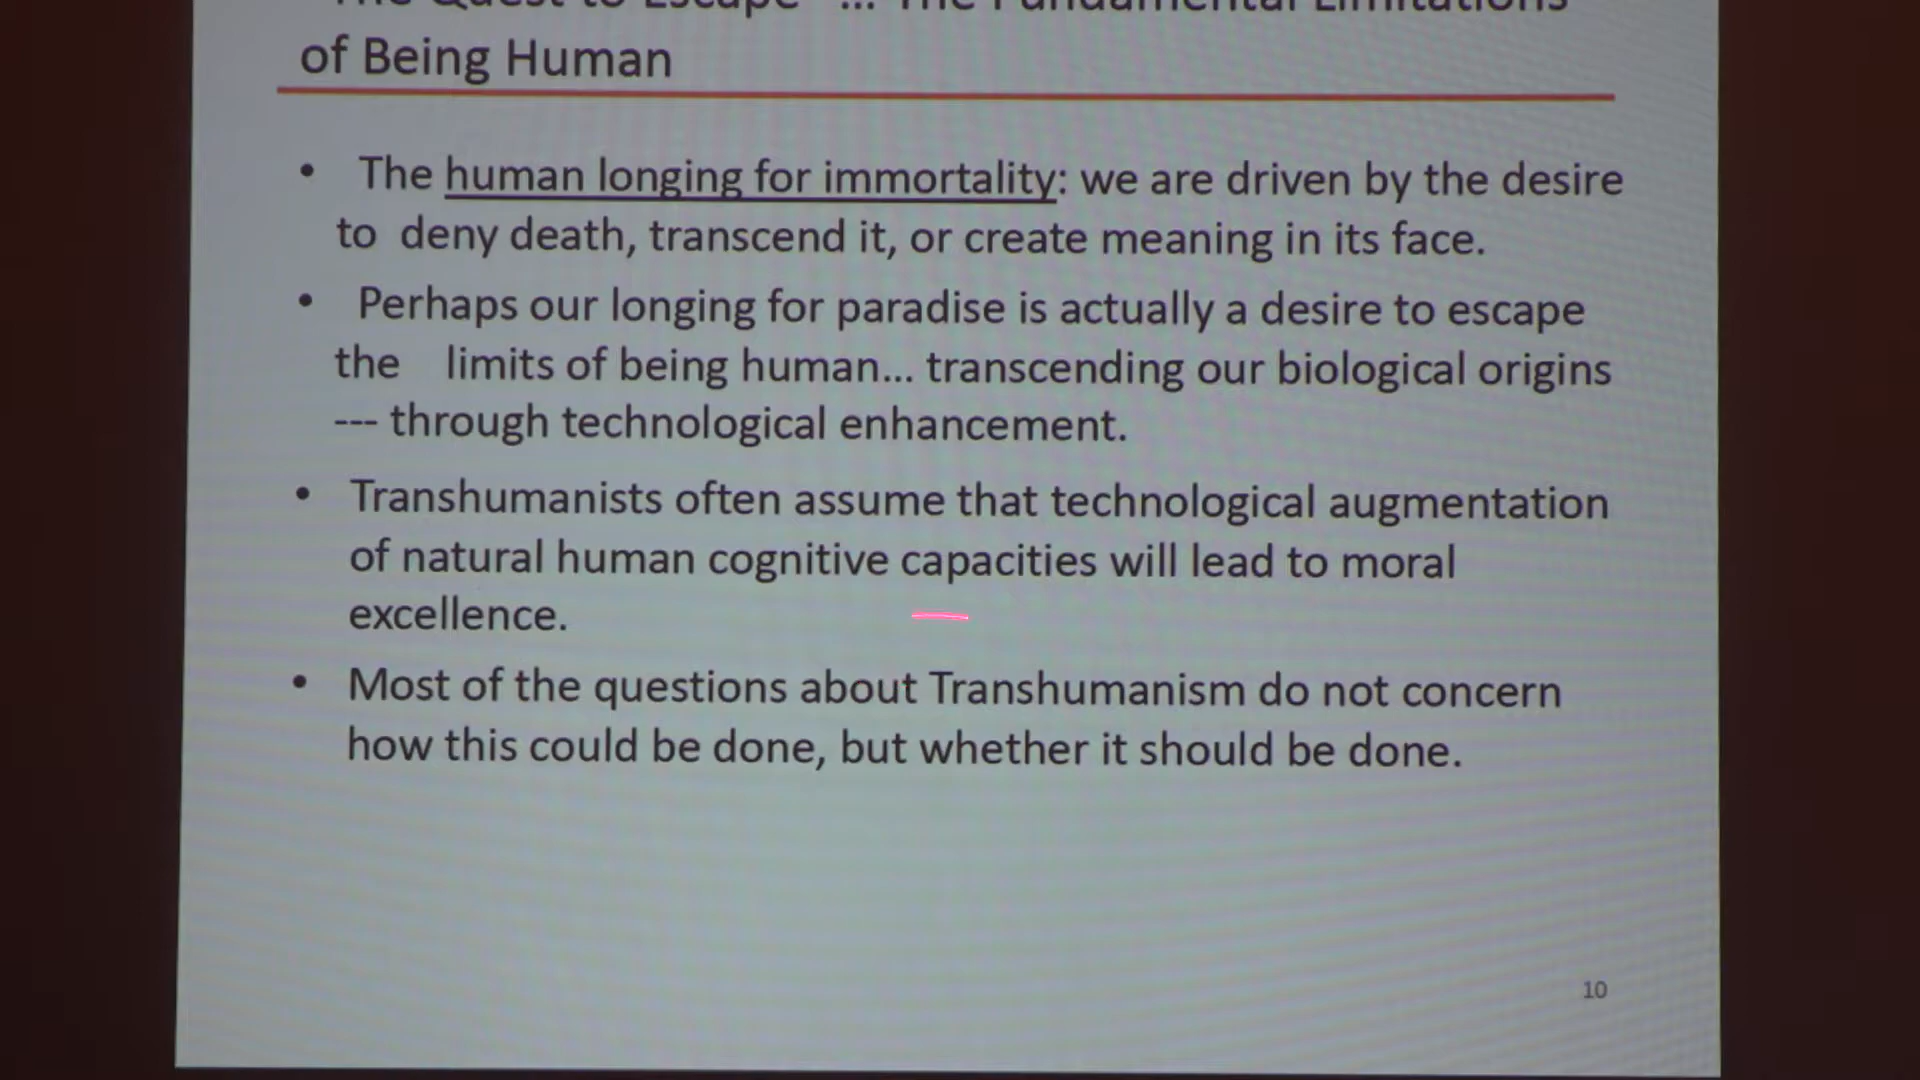 The Quest to Escape ... The Fundamental Limitations
of Being Human
• The human longing for immortality: we are driven by the desire
to deny death, transcend it, or create meaning in its face.
• Perhaps our longing for paradise is actually a desire to escape
the limits of being human... transcending our biological origins
--- through technological enhancement.
• Transhumanists often assume that technological augmentation
of natural human cognitive capacities will lead to moral
excellence.
• Most of the questions about Transhumanism do not concern
how this could be done, but whether it should be done.
10